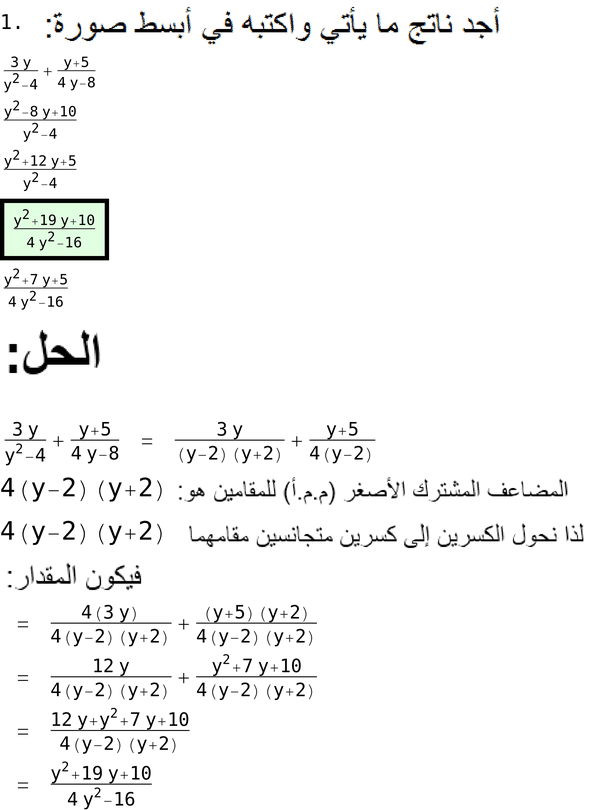 1. أجد ناتج ما يأتي واكتبه في أبسط صورة:
\frac{3y}{y^2-4}+\frac{y+5}{4y-8}
\frac{y^2-8y+10}{y^2-4}
\frac{y^2+12y+5}{y^2-4}
\frac{y^2+19y+10}{4y^2-16}
\frac{y^2+7y+5}{4y^2-16}
الحل:
\frac{3y}{y^2-4}+\frac{y+5}{4y-8} = \frac{3y}{(y-2)(y+2)}+\frac{y+5}{4(y-2)}
المضاعف المشترك الأصغر (م.م.أ) للمقامين هو: 4(y-2)(y+2)
لذا نحول الكسرين إلى كسرين متجانسين مقامهما 4(y-2)(y+2)
فيكون المقدار:
= \frac{4(3y)}{4(y-2)(y+2)}+\frac{(y+5)(y+2)}{4(y-2)(y+2)}
= \frac{12y}{4(y-2)(y+2)}+\frac{y^2+7y+10}{4(y-2)(y+2)}
= \frac{12y+y^2+7y+10}{4(y-2)(y+2)}
= \frac{y^2+19y+10}{4y^2-16}